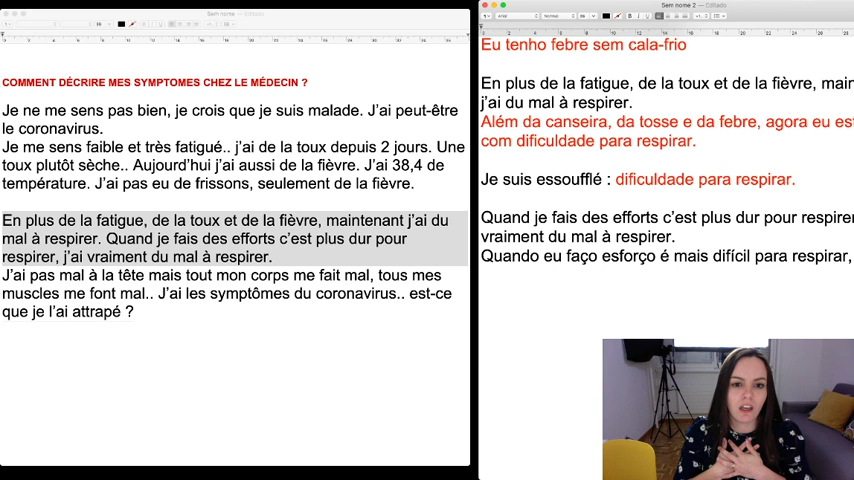 Sem nome — Editado
COMMENT DÉCRIRE MES SYMPTOMES CHEZ LE MÉDECIN ?
Je ne me sens pas bien, je crois que je suis malade. J'ai peut-être
le coronavirus.
Je me sens faible et très fatigué.. j'ai de la toux depuis 2 jours. Une
toux plutôt sèche.. Aujourd'hui j'ai aussi de la fièvre. J'ai 38,4 de
température. J'ai pas eu de frissons, seulement de la fièvre.
En plus de la fatigue, de la toux et de la fièvre, maintenant j'ai du
mal à respirer. Quand je fais des efforts c'est plus dur pour
respirer, j'ai vraiment du mal à respirer.
J'ai pas mal à la tête mais tout mon corps me fait mal, tous mes
muscles me font mal.. J'ai les symptômes du coronavirus.. est-ce
que je l'ai attrapé ?
Sem nome 2 — Editado
Eu tenho febre sem cala-frio
En plus de la fatigue, de la toux et de la fièvre, main
j'ai du mal à respirer.
Além da canseira, da tosse e da febre, agora eu es
com dificuldade para respirar.
Je suis essoufflé : dificuldade para respirar.
Quand je fais des efforts c'est plus dur pour respirer
vraiment du mal à respirer.
Quando eu faço esforço é mais difícil para respirar,